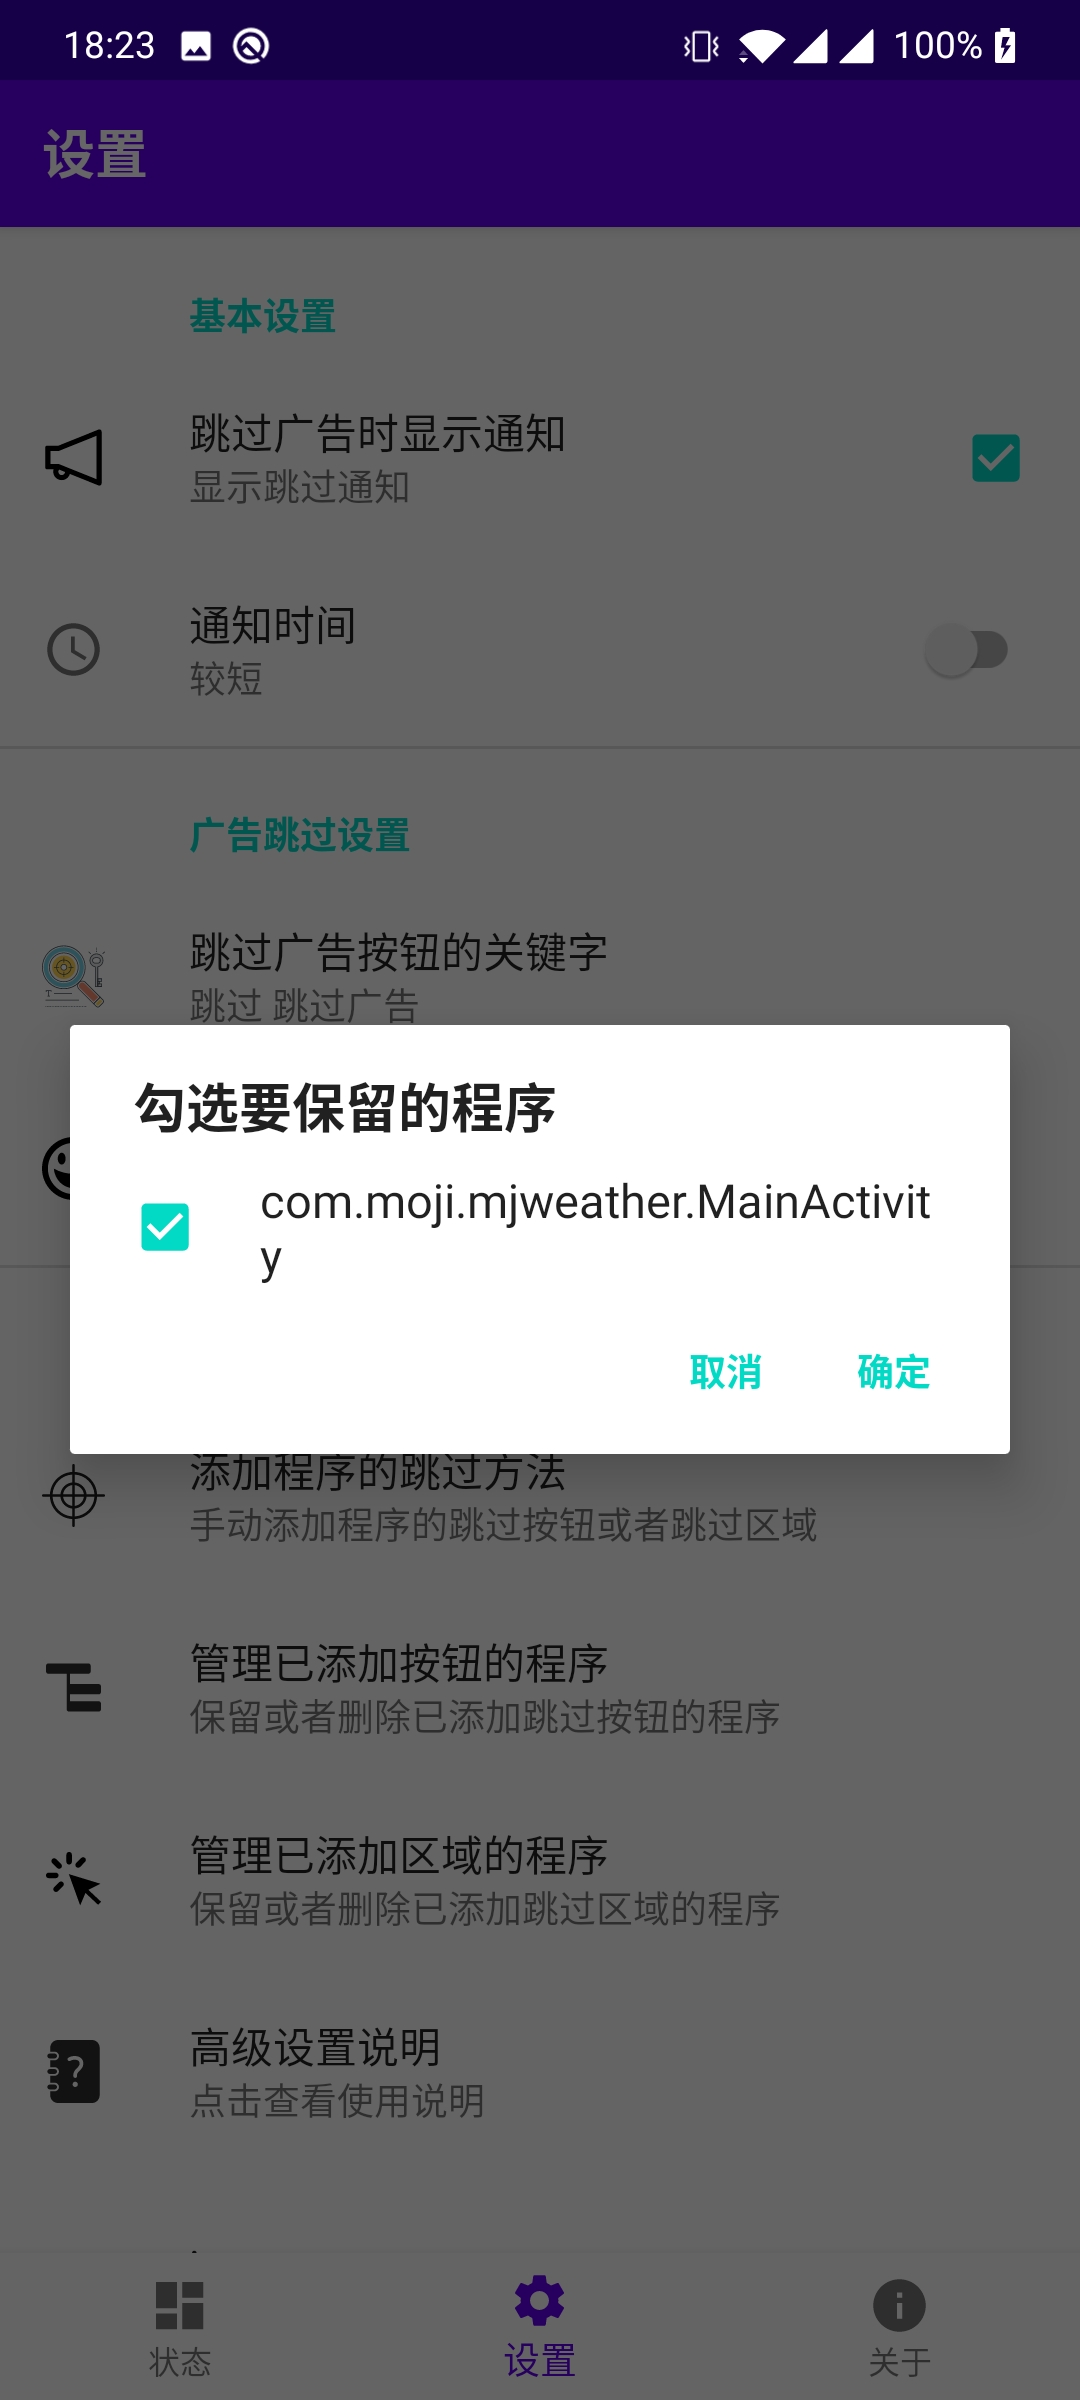 18:23
100%
设置
基本设置
跳过广告时显示通知
显示跳过通知
通知时间
较短
广告跳过设置
跳过广告按钮的关键字
跳过 跳过广告
勾选要保留的程序
com.moji.mjweather.MainActivit
y
取消
确定
添加程序的跳过方法
手动添加程序的跳过按钮或者跳过区域
管理已添加按钮的程序
保留或者删除已添加跳过按钮的程序
管理已添加区域的程序
保留或者删除已添加跳过区域的程序
高级设置说明
点击查看使用说明
状态
设置
关于